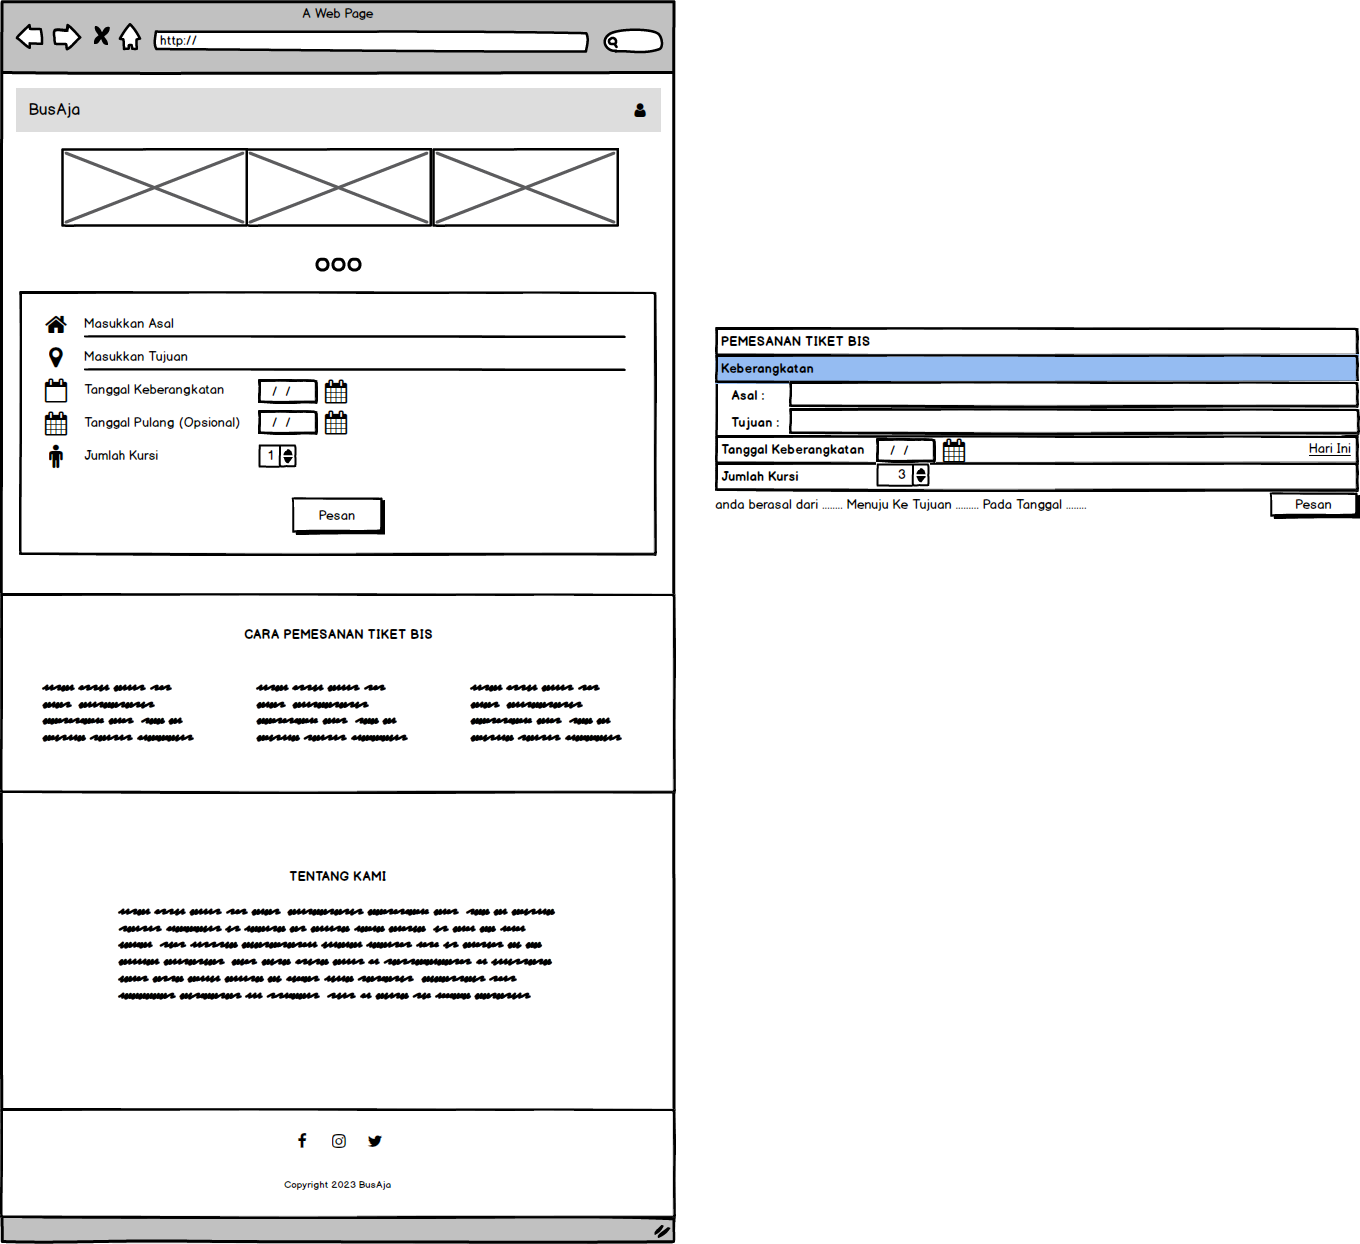 A Web Page
http://
BusAja
Masukkan Asal
Masukkan Tujuan
Tanggal Keberangkatan / /
Tanggal Pulang (Opsional) / /
Jumlah Kursi 1
Pesan
CARA PEMESANAN TIKET BIS
TENTANG KAMI
Copyright 2023 BusAja
PEMESANAN TIKET BIS
Keberangkatan
Asal :
Tujuan :
Tanggal Keberangkatan / / Hari Ini
Jumlah Kursi 3
anda berasal dari ........ Menuju Ke Tujuan ......... Pada Tanggal ........ Pesan